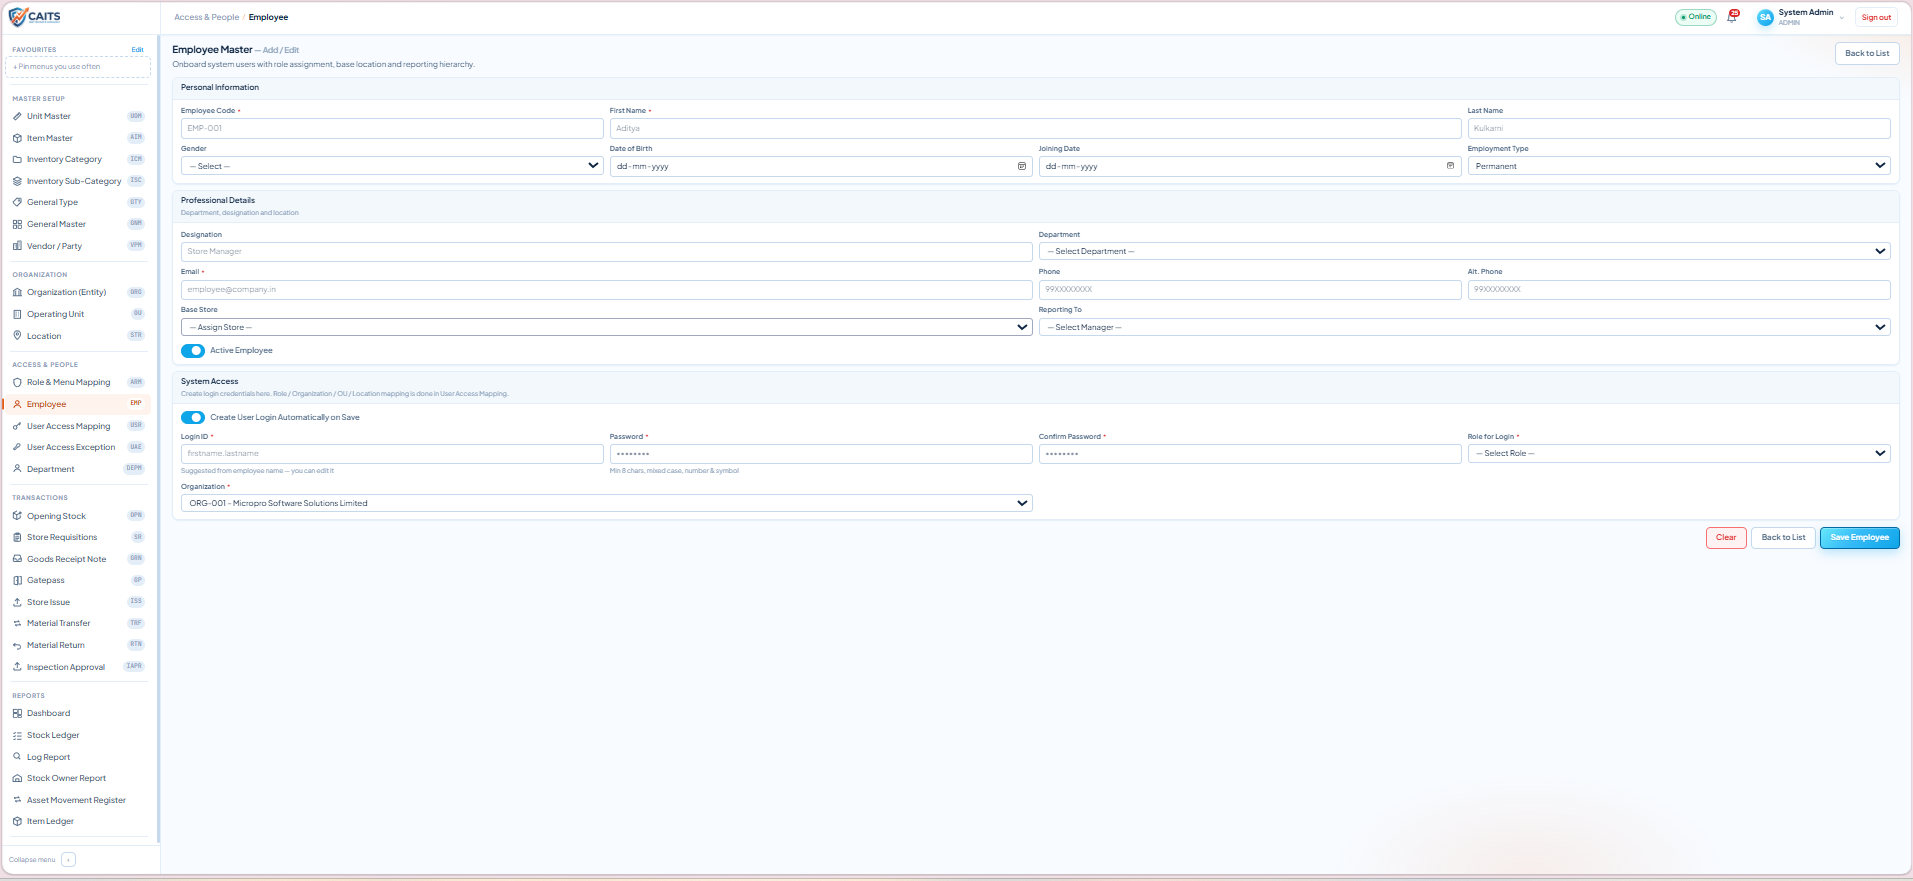 CAITS
Access & People / Employee
Online
25
SA
System Admin
ADMIN
Sign out
FAVOURITES
Edit
+ Pin menus you use often
MASTER SETUP
Unit Master UOM
Item Master AIM
Inventory Category ICM
Inventory Sub-Category ISC
General Type GTY
General Master GNM
Vendor / Party VPM
ORGANIZATION
Organization (Entity) ORG
Operating Unit OU
Location STR
ACCESS & PEOPLE
Role & Menu Mapping ARM
Employee EMP
User Access Mapping USR
User Access Exception UAE
Department DEPM
TRANSACTIONS
Opening Stock OPN
Store Requisitions SR
Goods Receipt Note GRN
Gatepass GP
Store Issue ISS
Material Transfer TRF
Material Return RTN
Inspection Approval IAPR
REPORTS
Dashboard
Stock Ledger
Log Report
Stock Owner Report
Asset Movement Register
Item Ledger
Collapse menu
Employee Master — Add / Edit
Back to List
Onboard system users with role assignment, base location and reporting hierarchy.
Personal Information
Employee Code *
First Name *
Last Name
EMP-001
Aditya
Kulkarni
Gender
Date of Birth
Joining Date
Employment Type
— Select —
dd-mm-yyyy
dd-mm-yyyy
Permanent
Professional Details
Department, designation and location
Designation
Department
Store Manager
— Select Department —
Email *
Phone
Alt. Phone
employee@company.in
99XXXXXXXX
99XXXXXXXX
Base Store
Reporting To
— Assign Store —
— Select Manager —
Active Employee
System Access
Create login credentials here. Role / Organization / OU / Location mapping is done in User Access Mapping.
Create User Login Automatically on Save
Login ID *
Password *
Confirm Password *
Role for Login *
firstname.lastname
••••••••
••••••••
— Select Role —
Suggested from employee name — you can edit it
Min 8 chars, mixed case, number & symbol
Organization *
ORG-001 - Micropro Software Solutions Limited
Clear
Back to List
Save Employee